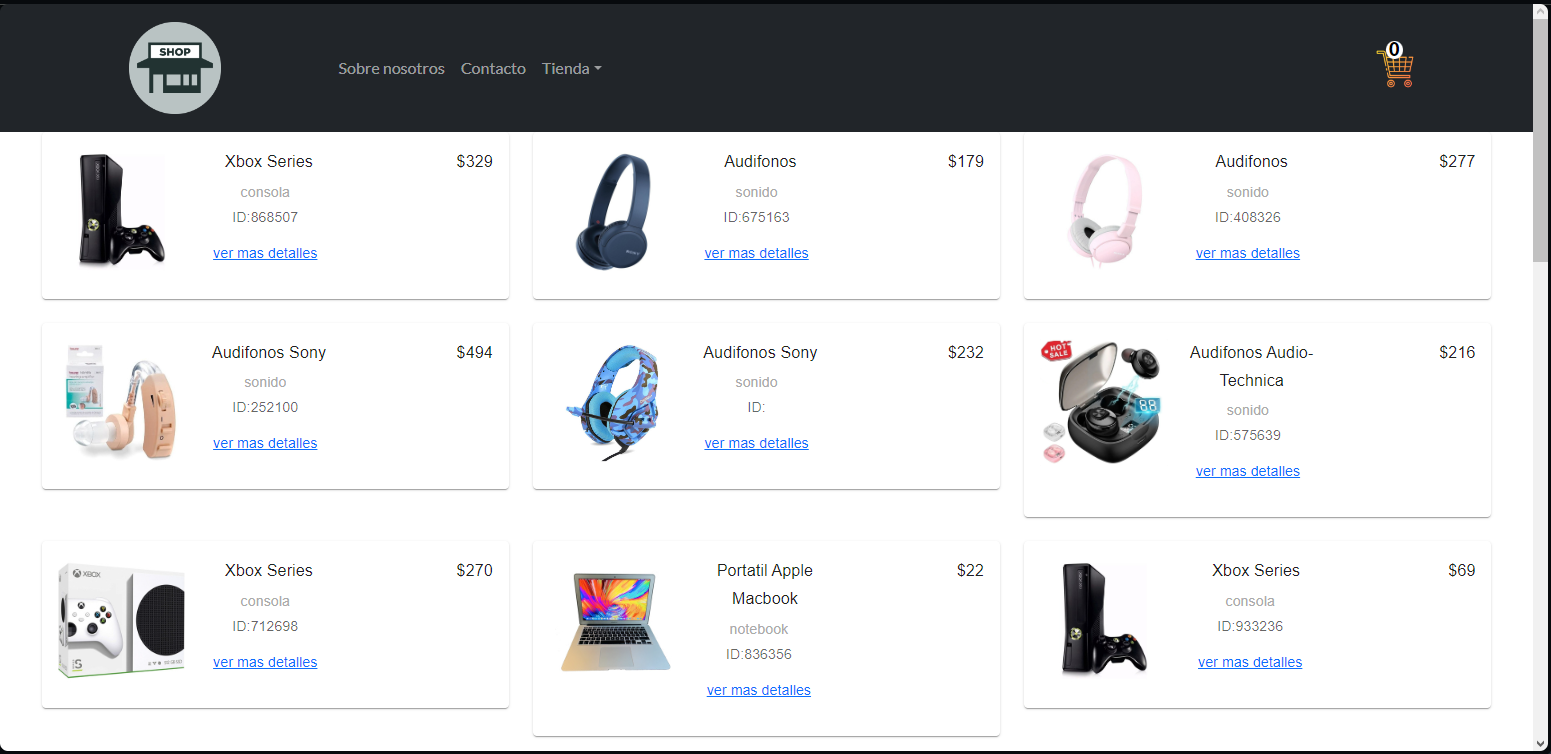 SHOP
Sobre nosotros Contacto Tienda
0
Xbox Series $329
consola
ID:868507
ver mas detalles
Audifonos $179
sonido
ID:675163
ver mas detalles
SONY
Audifonos $277
sonido
ID:408326
ver mas detalles
Audifonos Sony $494
sonido
ID:252100
ver mas detalles
Audifonos Sony $232
sonido
ID:
ver mas detalles
HOT
SALE
88
Audifonos Audio-
Technica
$216
sonido
ID:575639
ver mas detalles
XBOX
S
Xbox Series $270
consola
ID:712698
ver mas detalles
Portatil Apple
Macbook
$22
notebook
ID:836356
ver mas detalles
Xbox Series $69
consola
ID:933236
ver mas detalles